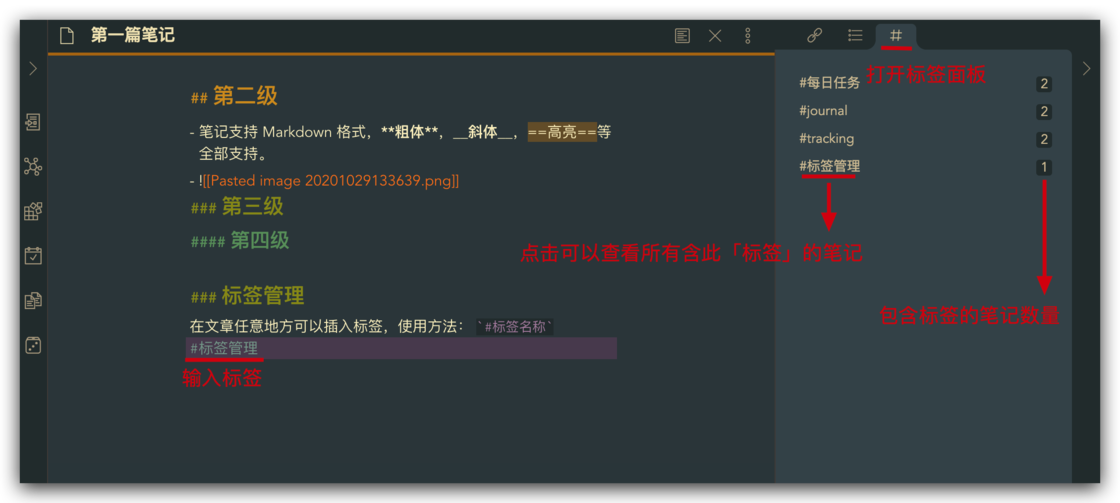 第一篇笔记
#
打开标签面板
## 第二级
- 笔记支持 Markdown 格式，**粗体**，__斜体__，==高亮==等
全部支持。
- ![[Pasted image 20201029133639.png]]
### 第三级
#### 第四级
### 标签管理
在文章任意地方可以插入标签，使用方法： `#标签名称`
#标签管理
输入标签
#每日任务 2
#journal 2
#tracking 2
#标签管理 1
点击可以查看所有含此「标签」的笔记
包含标签的笔记数量